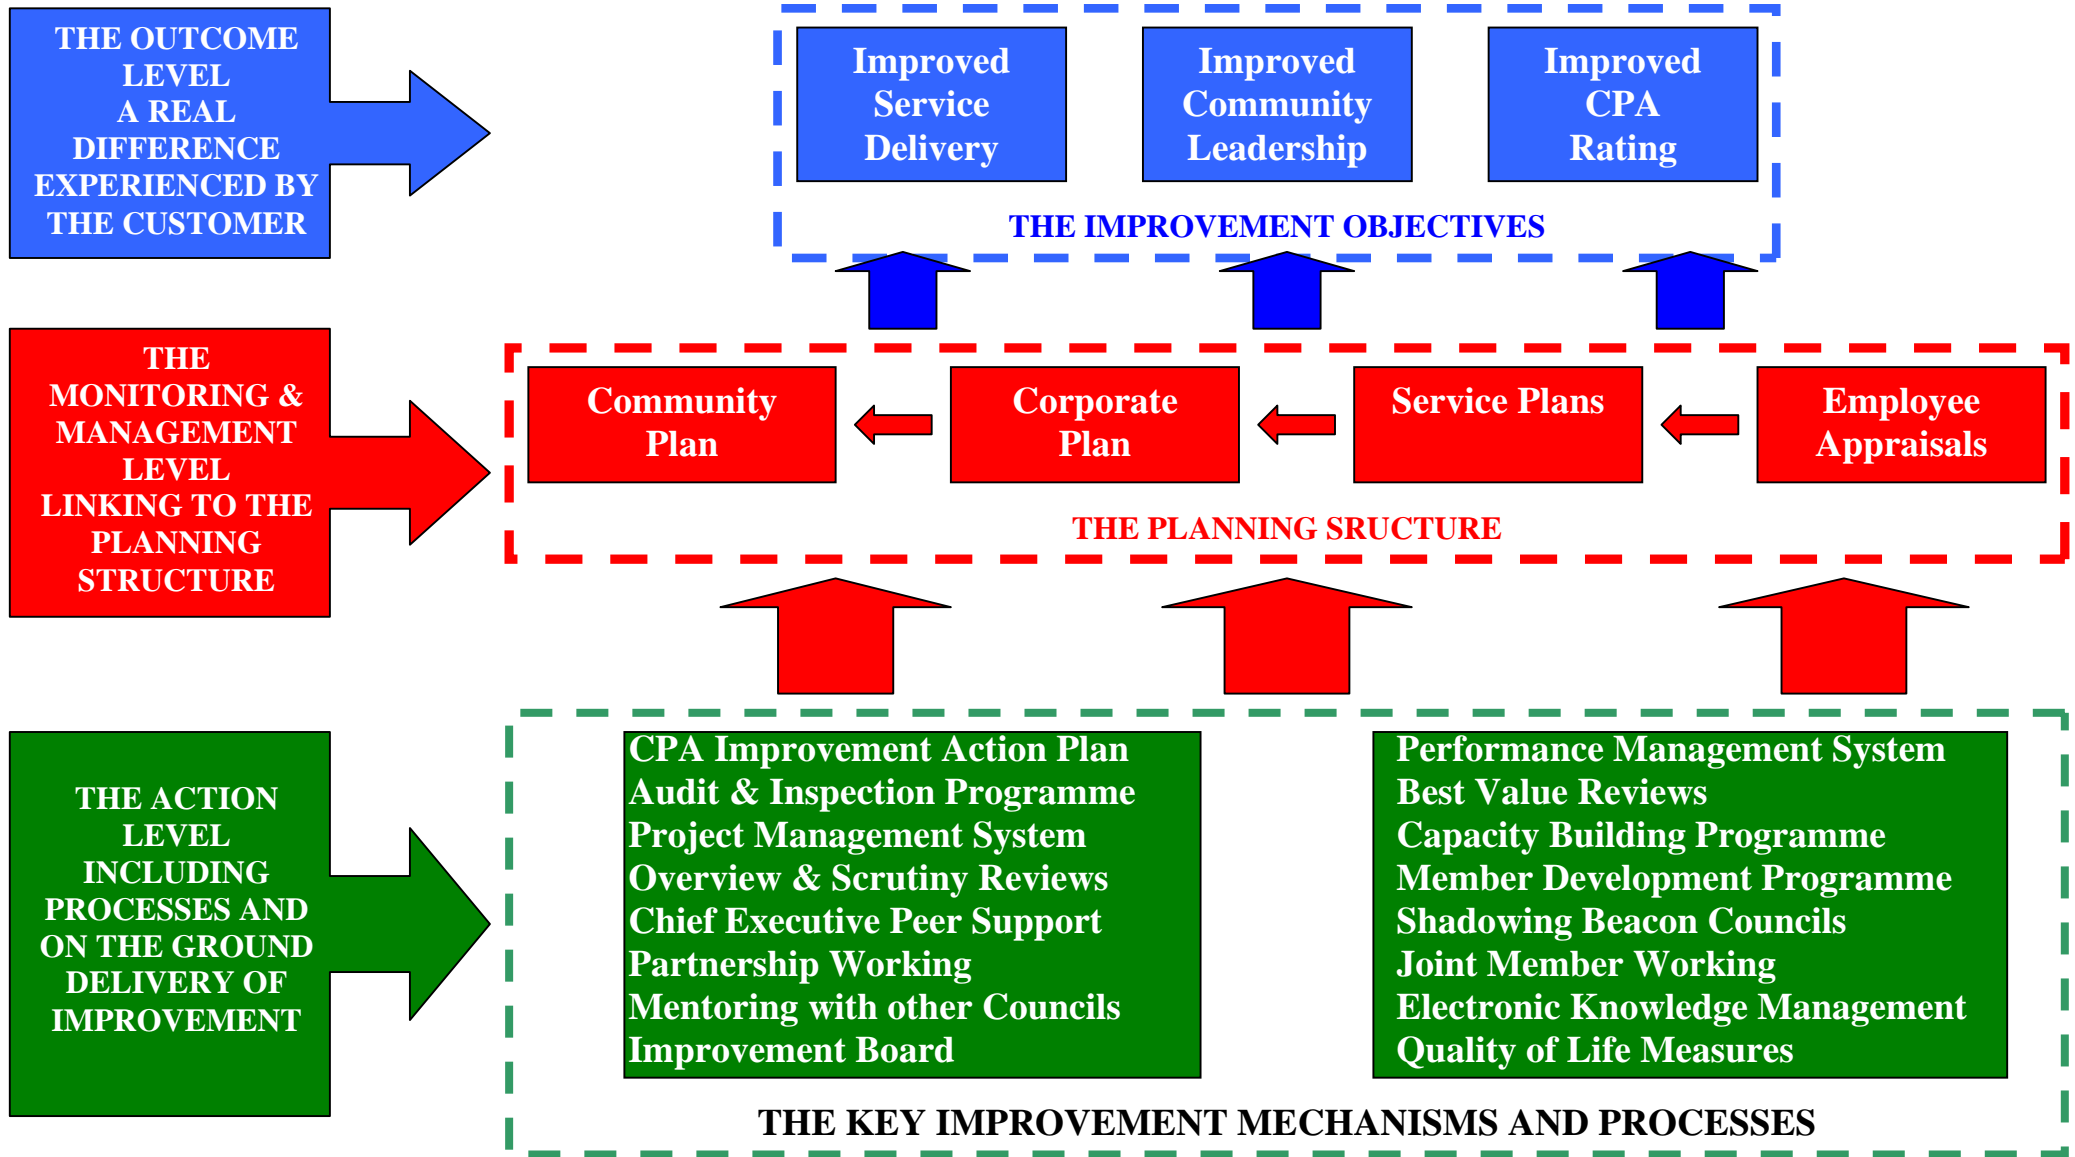 THE OUTCOME
LEVEL
A REAL
DIFFERENCE
EXPERIENCED BY
THE CUSTOMER
Improved
Service
Delivery
Improved
Community
Leadership
Improved
CPA
Rating
THE IMPROVEMENT OBJECTIVES
THE
MONITORING &
MANAGEMENT
LEVEL
LINKING TO THE
PLANNING
STRUCTURE
Community
Plan
Corporate
Plan
Service Plans
Employee
Appraisals
THE PLANNING SRUCTURE
THE ACTION
LEVEL
INCLUDING
PROCESSES AND
ON THE GROUND
DELIVERY OF
IMPROVEMENT
CPA Improvement Action Plan
Audit & Inspection Programme
Project Management System
Overview & Scrutiny Reviews
Chief Executive Peer Support
Partnership Working
Mentoring with other Councils
Improvement Board
Performance Management System
Best Value Reviews
Capacity Building Programme
Member Development Programme
Shadowing Beacon Councils
Joint Member Working
Electronic Knowledge Management
Quality of Life Measures
THE KEY IMPROVEMENT MECHANISMS AND PROCESSES